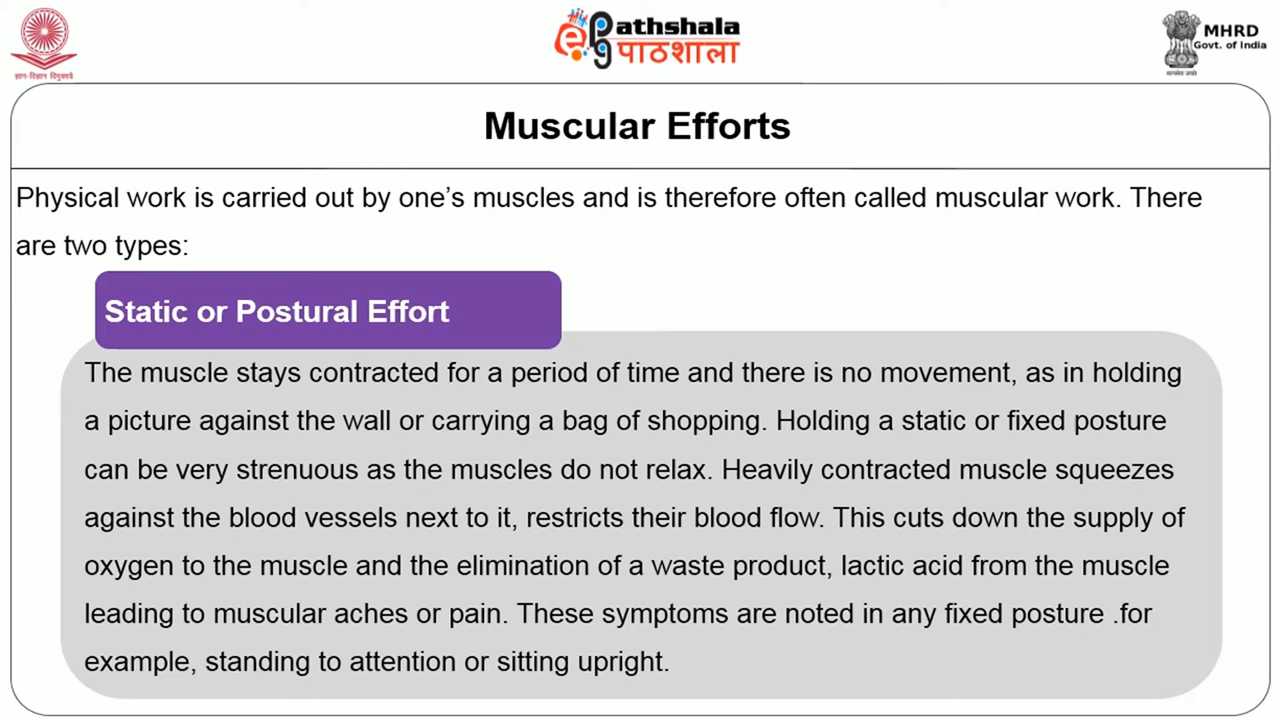 ज्ञान-विज्ञान विमुक्तये
Pathshala
पाठशाला
MHRD
Govt. of India
सत्यमेव जयते
Muscular Efforts
Physical work is carried out by one’s muscles and is therefore often called muscular work. There
are two types:
Static or Postural Effort
The muscle stays contracted for a period of time and there is no movement, as in holding
a picture against the wall or carrying a bag of shopping. Holding a static or fixed posture
can be very strenuous as the muscles do not relax. Heavily contracted muscle squeezes
against the blood vessels next to it, restricts their blood flow. This cuts down the supply of
oxygen to the muscle and the elimination of a waste product, lactic acid from the muscle
leading to muscular aches or pain. These symptoms are noted in any fixed posture .for
example, standing to attention or sitting upright.